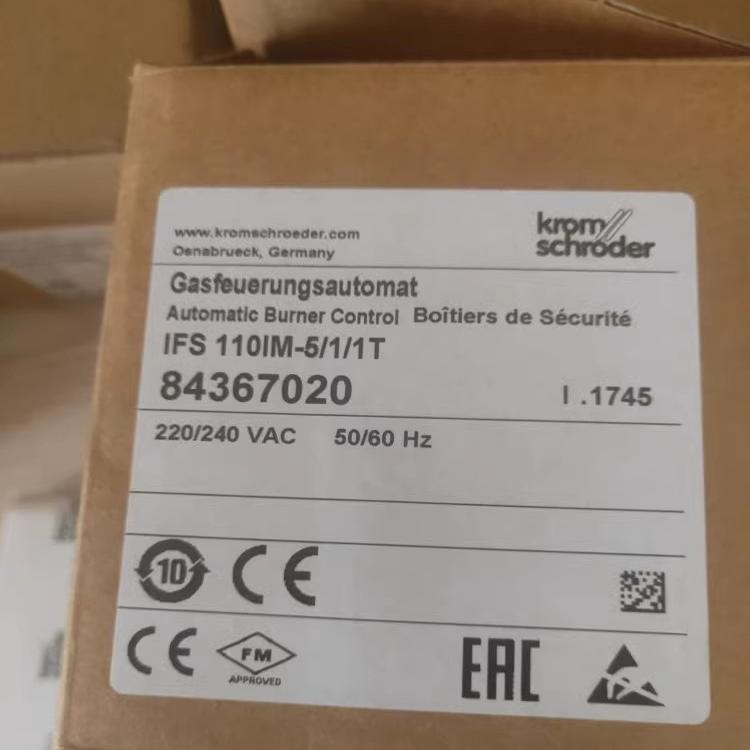 www.kromschroeder.com
Osnabrueck, Germany
krom
schröder
Gasfeuerungsautomat
Automatic Burner Control Boîtiers de Sécurité
IFS 110IM-5/1/1T
84367020 I .1745
220/240 VAC 50/60 Hz
10 CE
CE FM EAC
APPROVED